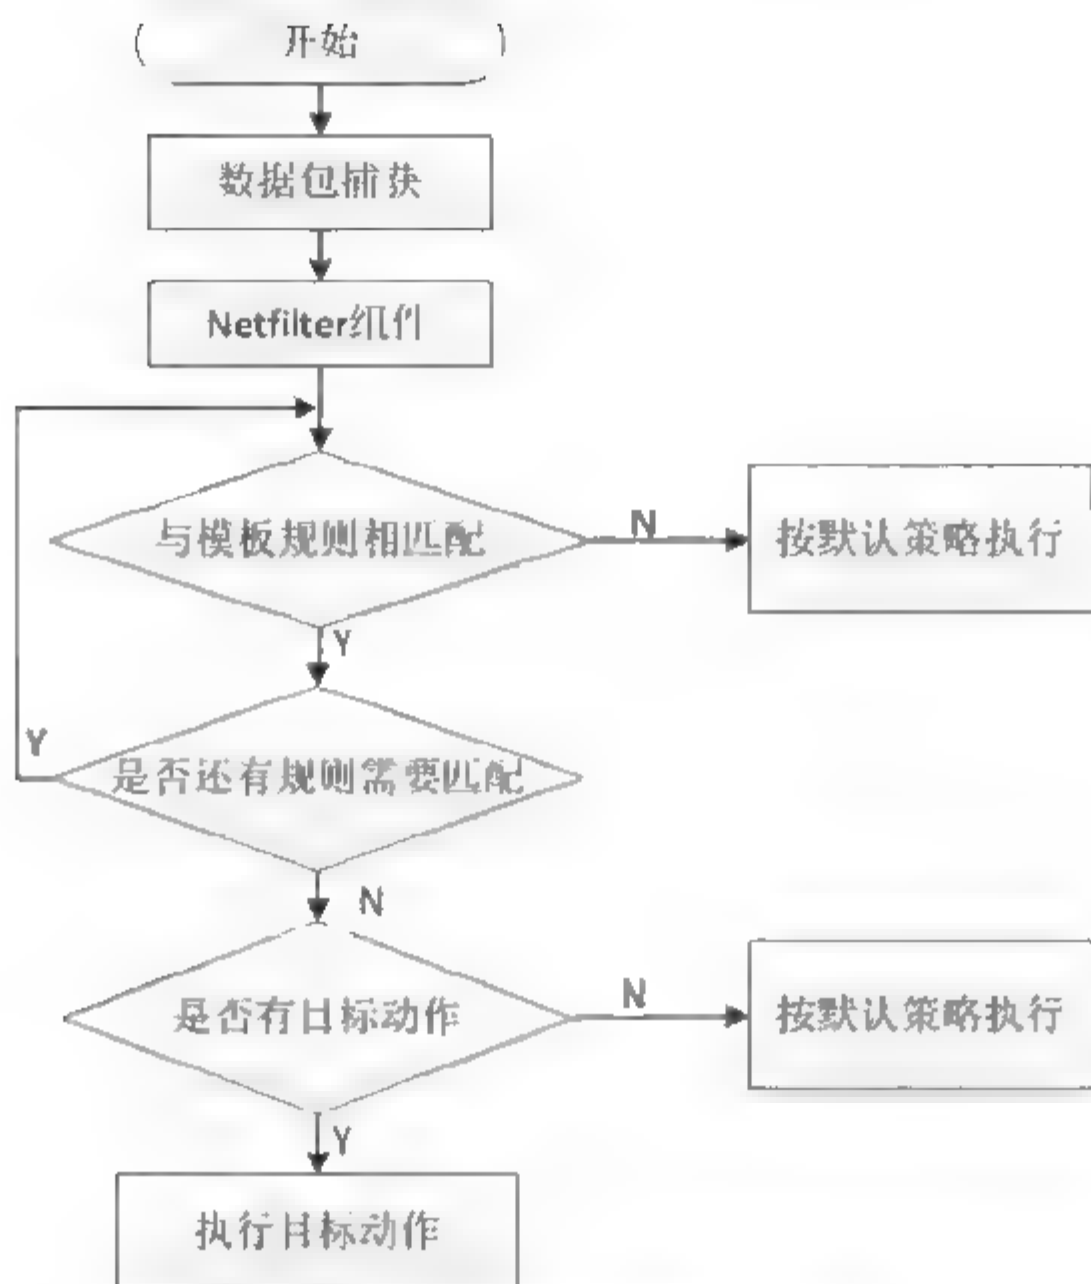 开始
数据包捕获
Netfilter组件
与模板规则相匹配
N
按默认策略执行
Y
Y
是否还有规则需要匹配
N
是否有目标动作
N
按默认策略执行
Y
执行目标动作